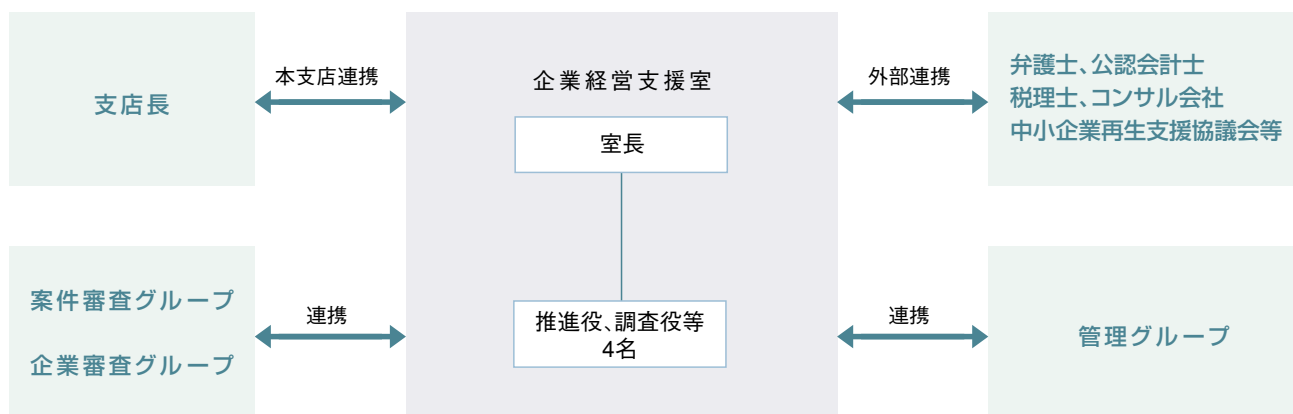 支店長
本支店連携
企業経営支援室
室長
推進役、調査役等
4名
外部連携
弁護士、公認会計士
税理士、コンサル会社
中小企業再生支援協議会等
案件審査グループ
企業審査グループ
連携
連携
管理グループ